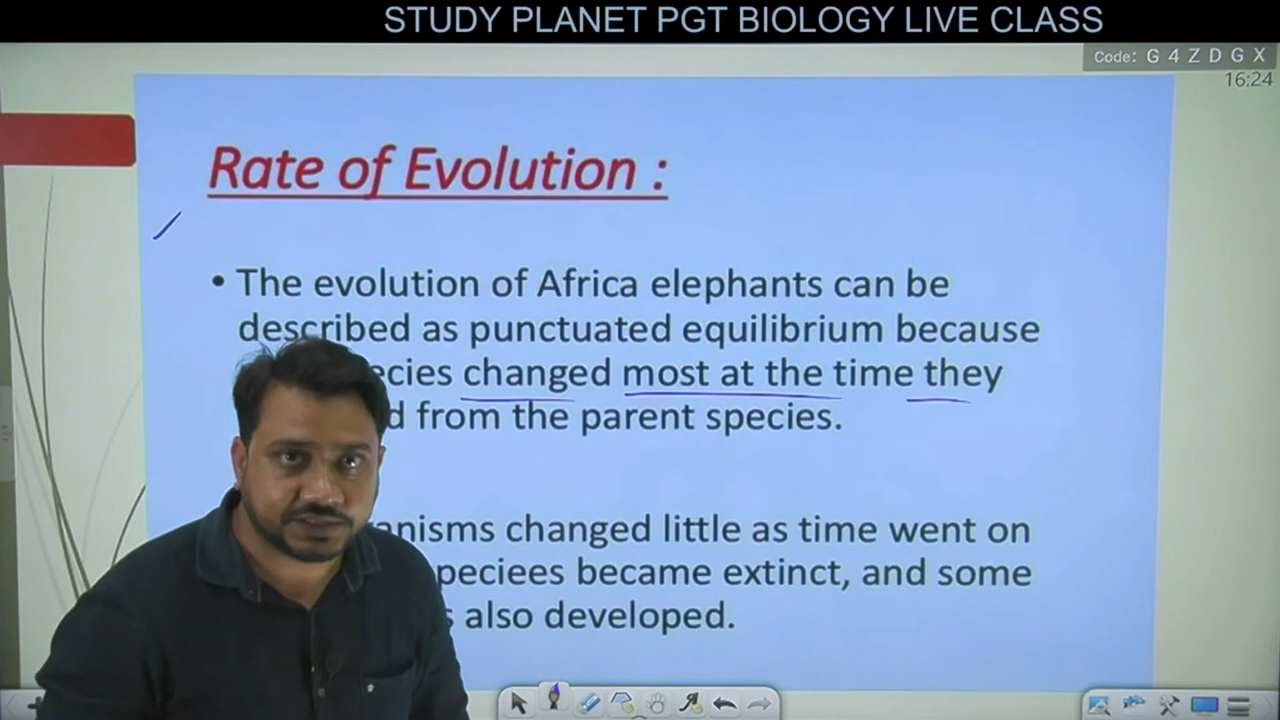 STUDY PLANET PGT BIOLOGY LIVE CLASS
Code: G 4 Z D G X
16:24
Rate of Evolution :
• The evolution of Africa elephants can be
described as punctuated equilibrium because
changed most at the time they
from the parent species.
changed little as time went on
became extinct, and some
also developed.